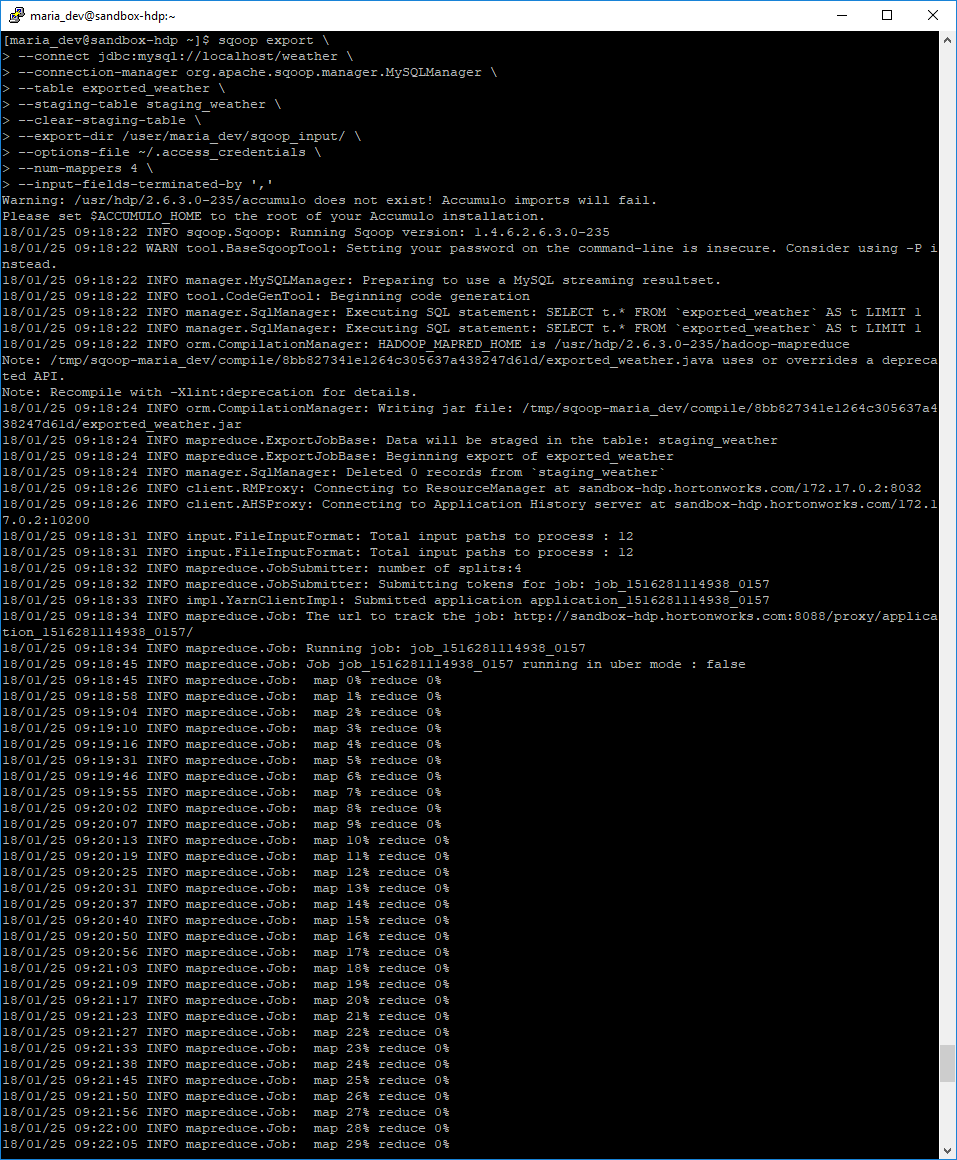 maria_dev@sandbox-hdp:~
[maria_dev@sandbox-hdp ~]$ sqoop export \
> --connect jdbc:mysql://localhost/weather \
> --connection-manager org.apache.sqoop.manager.MySQLManager \
> --table exported_weather \
> --staging-table staging_weather \
> --clear-staging-table \
> --export-dir /user/maria_dev/sqoop_input/ \
> --options-file ~/.access_credentials \
> --num-mappers 4 \
> --input-fields-terminated-by ','
Warning: /usr/hdp/2.6.3.0-235/accumulo does not exist! Accumulo imports will fail.
Please set $ACCUMULO_HOME to the root of your Accumulo installation.
18/01/25 09:18:22 INFO sqoop.Sqoop: Running Sqoop version: 1.4.6.2.6.3.0-235
18/01/25 09:18:22 WARN tool.BaseSqoopTool: Setting your password on the command-line is insecure. Consider using -P i
nstead.
18/01/25 09:18:22 INFO manager.MySQLManager: Preparing to use a MySQL streaming resultset.
18/01/25 09:18:22 INFO tool.CodeGenTool: Beginning code generation
18/01/25 09:18:22 INFO manager.SqlManager: Executing SQL statement: SELECT t.* FROM `exported_weather` AS t LIMIT 1
18/01/25 09:18:22 INFO manager.SqlManager: Executing SQL statement: SELECT t.* FROM `exported_weather` AS t LIMIT 1
18/01/25 09:18:22 INFO orm.CompilationManager: HADOOP_MAPRED_HOME is /usr/hdp/2.6.3.0-235/hadoop-mapreduce
Note: /tmp/sqoop-maria_dev/compile/8bb827341e1264c305637a438247d61d/exported_weather.java uses or overrides a depreca
ted API.
Note: Recompile with -Xlint:deprecation for details.
18/01/25 09:18:24 INFO orm.CompilationManager: Writing jar file: /tmp/sqoop-maria_dev/compile/8bb827341e1264c305637a4
38247d61d/exported_weather.jar
18/01/25 09:18:24 INFO mapreduce.ExportJobBase: Data will be staged in the table: staging_weather
18/01/25 09:18:24 INFO mapreduce.ExportJobBase: Beginning export of exported_weather
18/01/25 09:18:24 INFO manager.SqlManager: Deleted 0 records from `staging_weather`
18/01/25 09:18:26 INFO client.RMProxy: Connecting to ResourceManager at sandbox-hdp.hortonworks.com/172.17.0.2:8032
18/01/25 09:18:26 INFO client.AHSProxy: Connecting to Application History server at sandbox-hdp.hortonworks.com/172.1
7.0.2:10200
18/01/25 09:18:31 INFO input.FileInputFormat: Total input paths to process : 12
18/01/25 09:18:31 INFO input.FileInputFormat: Total input paths to process : 12
18/01/25 09:18:32 INFO mapreduce.JobSubmitter: number of splits:4
18/01/25 09:18:32 INFO mapreduce.JobSubmitter: Submitting tokens for job: job_1516281114938_0157
18/01/25 09:18:33 INFO impl.YarnClientImpl: Submitted application application_1516281114938_0157
18/01/25 09:18:34 INFO mapreduce.Job: The url to track the job: http://sandbox-hdp.hortonworks.com:8088/proxy/applica
tion_1516281114938_0157/
18/01/25 09:18:34 INFO mapreduce.Job: Running job: job_1516281114938_0157
18/01/25 09:18:45 INFO mapreduce.Job: Job job_1516281114938_0157 running in uber mode : false
18/01/25 09:18:45 INFO mapreduce.Job:  map 0% reduce 0%
18/01/25 09:18:58 INFO mapreduce.Job:  map 1% reduce 0%
18/01/25 09:19:04 INFO mapreduce.Job:  map 2% reduce 0%
18/01/25 09:19:10 INFO mapreduce.Job:  map 3% reduce 0%
18/01/25 09:19:16 INFO mapreduce.Job:  map 4% reduce 0%
18/01/25 09:19:31 INFO mapreduce.Job:  map 5% reduce 0%
18/01/25 09:19:46 INFO mapreduce.Job:  map 6% reduce 0%
18/01/25 09:19:55 INFO mapreduce.Job:  map 7% reduce 0%
18/01/25 09:20:02 INFO mapreduce.Job:  map 8% reduce 0%
18/01/25 09:20:07 INFO mapreduce.Job:  map 9% reduce 0%
18/01/25 09:20:13 INFO mapreduce.Job:  map 10% reduce 0%
18/01/25 09:20:19 INFO mapreduce.Job:  map 11% reduce 0%
18/01/25 09:20:25 INFO mapreduce.Job:  map 12% reduce 0%
18/01/25 09:20:31 INFO mapreduce.Job:  map 13% reduce 0%
18/01/25 09:20:37 INFO mapreduce.Job:  map 14% reduce 0%
18/01/25 09:20:40 INFO mapreduce.Job:  map 15% reduce 0%
18/01/25 09:20:50 INFO mapreduce.Job:  map 16% reduce 0%
18/01/25 09:20:56 INFO mapreduce.Job:  map 17% reduce 0%
18/01/25 09:21:03 INFO mapreduce.Job:  map 18% reduce 0%
18/01/25 09:21:09 INFO mapreduce.Job:  map 19% reduce 0%
18/01/25 09:21:17 INFO mapreduce.Job:  map 20% reduce 0%
18/01/25 09:21:23 INFO mapreduce.Job:  map 21% reduce 0%
18/01/25 09:21:27 INFO mapreduce.Job:  map 22% reduce 0%
18/01/25 09:21:33 INFO mapreduce.Job:  map 23% reduce 0%
18/01/25 09:21:38 INFO mapreduce.Job:  map 24% reduce 0%
18/01/25 09:21:45 INFO mapreduce.Job:  map 25% reduce 0%
18/01/25 09:21:50 INFO mapreduce.Job:  map 26% reduce 0%
18/01/25 09:21:56 INFO mapreduce.Job:  map 27% reduce 0%
18/01/25 09:22:00 INFO mapreduce.Job:  map 28% reduce 0%
18/01/25 09:22:05 INFO mapreduce.Job:  map 29% reduce 0%